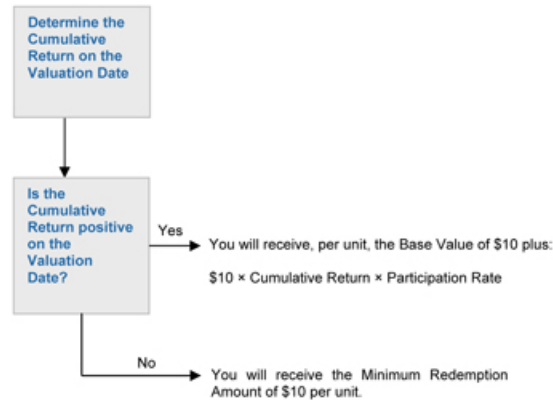 Determine the
Cumulative
Return on the
Valuation Date
Is the
Cumulative
Return positive
on the
Valuation
Date?
Yes
You will receive, per unit, the Base Value of $10 plus:
$10 × Cumulative Return × Participation Rate
No
You will receive the Minimum Redemption
Amount of $10 per unit.